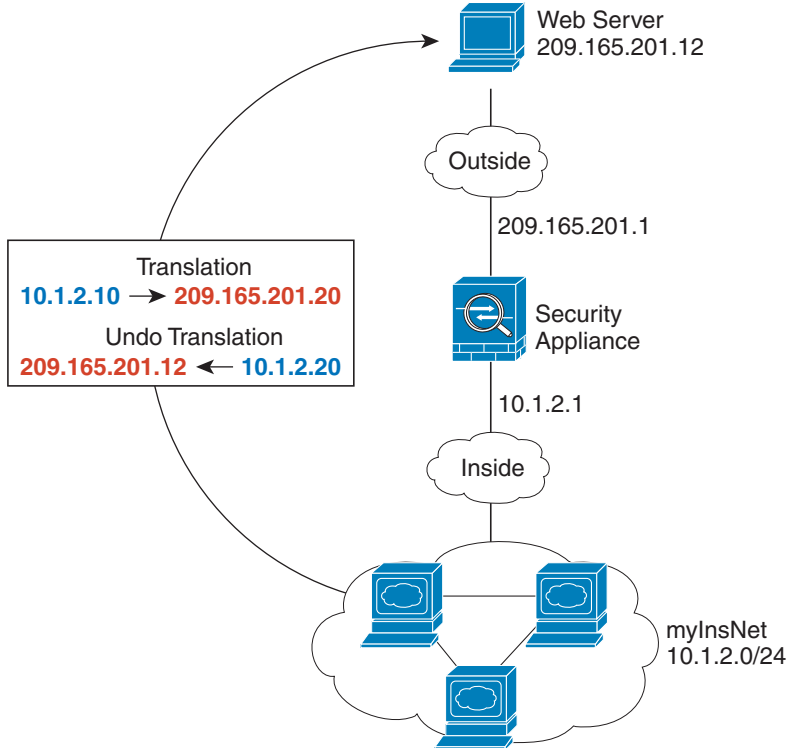 Web Server
209.165.201.12
Outside
209.165.201.1
Translation
10.1.2.10 → 209.165.201.20
Undo Translation
209.165.201.12 ← 10.1.2.20
Security
Appliance
10.1.2.1
Inside
myInsNet
10.1.2.0/24